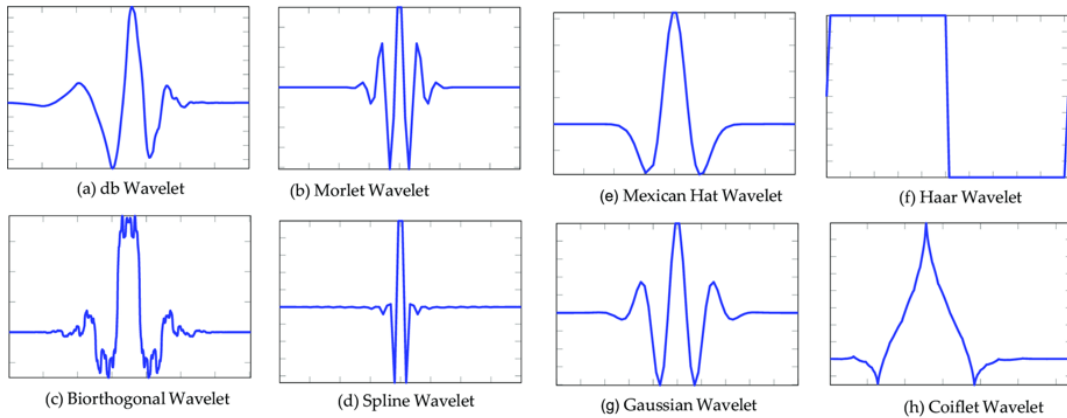 (a) db Wavelet
(b) Morlet Wavelet
(e) Mexican Hat Wavelet
(f) Haar Wavelet
(c) Biorthogonal Wavelet
(d) Spline Wavelet
(g) Gaussian Wavelet
(h) Coiflet Wavelet